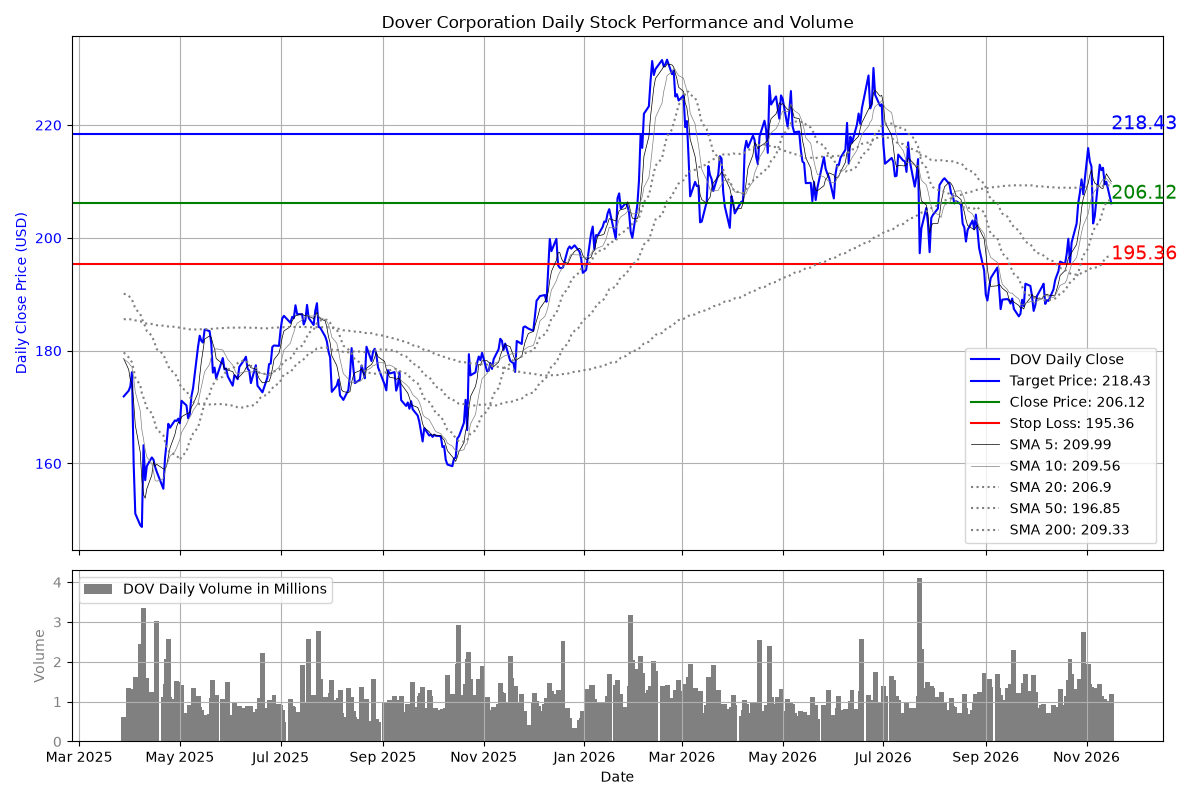 Dover Corporation Daily Stock Performance and Volume
Daily Close Price (USD)
220
200
180
160
218.43
206.12
195.36
DOV Daily Close
Target Price: 218.43
Close Price: 206.12
Stop Loss: 195.36
SMA 5: 209.99
SMA 10: 209.56
SMA 20: 206.9
SMA 50: 196.85
SMA 200: 209.33
Volume
4
3
2
1
0
DOV Daily Volume in Millions
Mar 2025 May 2025 Jul 2025 Sep 2025 Nov 2025 Jan 2026 Mar 2026 May 2026 Jul 2026 Sep 2026 Nov 2026
Date